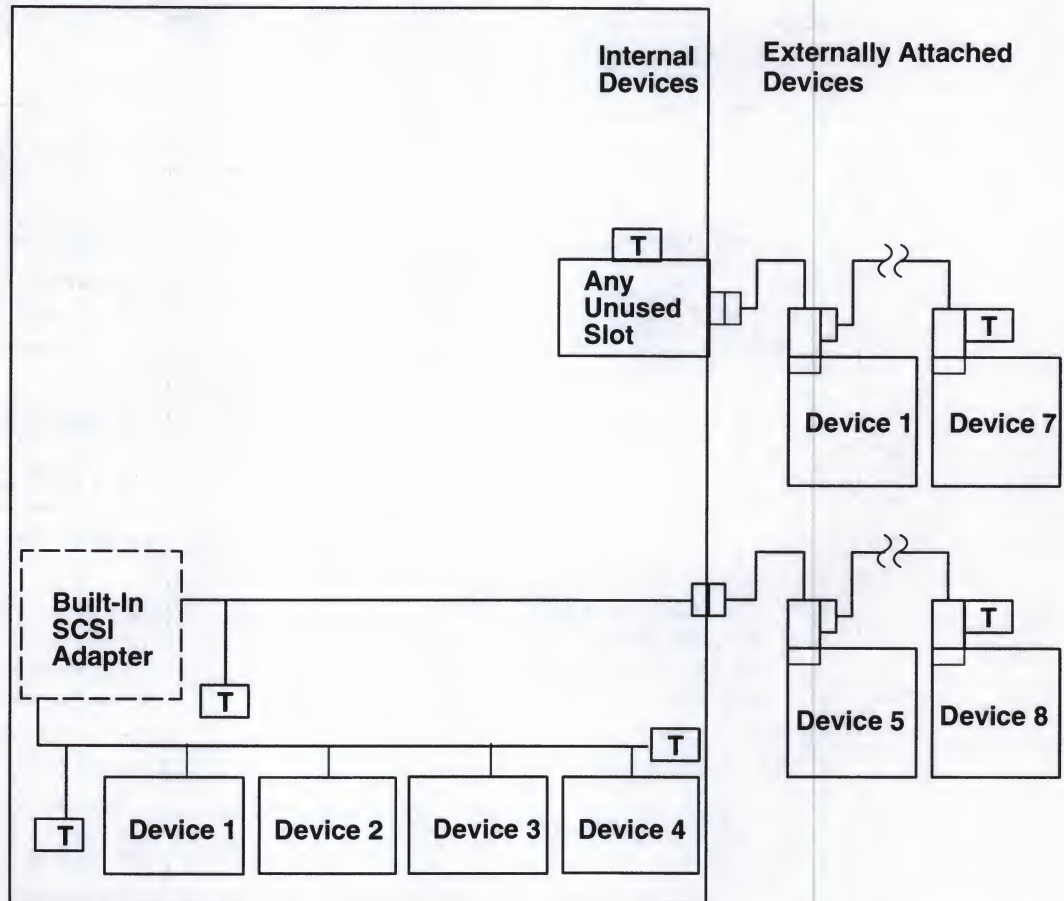 Internal
Devices
Externally Attached
Devices
T
Any
Unused
Slot
T
Device 1
Device 7
Built-In
SCSI
Adapter
T
T
Device 5
Device 8
T
T
Device 1
Device 2
Device 3
Device 4